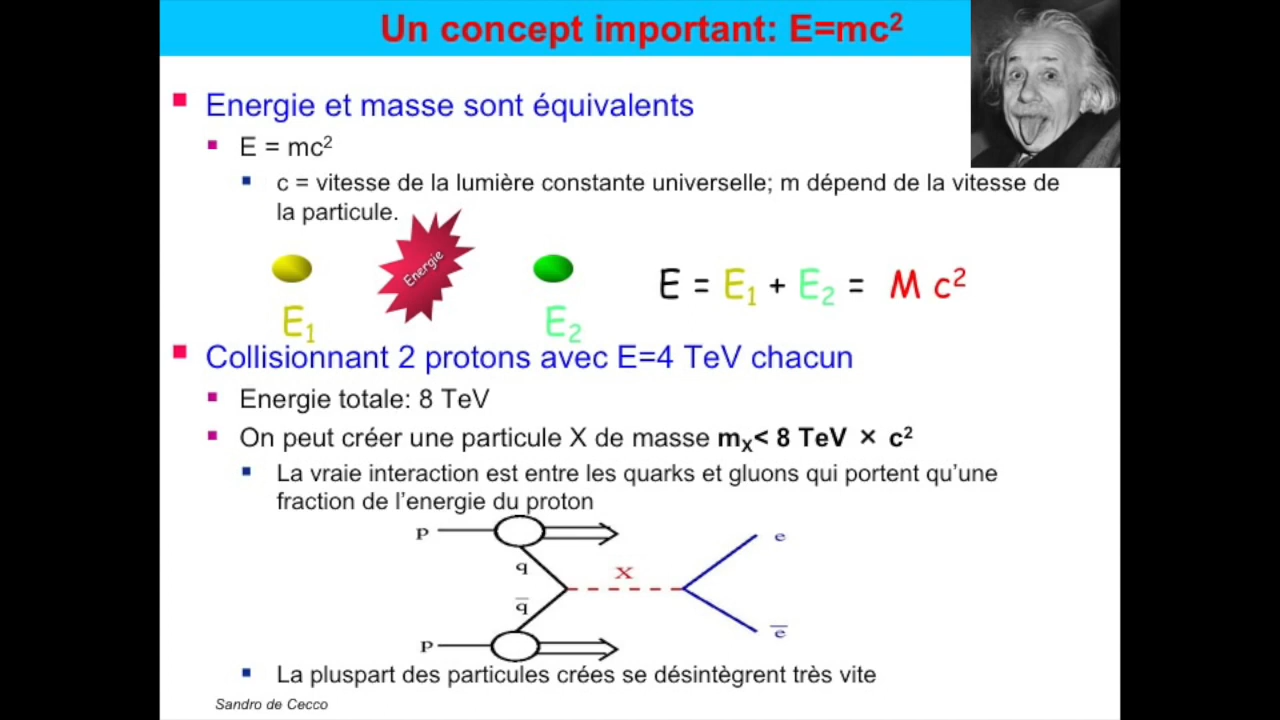 Un concept important: E=mc²
Energie et masse sont équivalents
E = mc²
c = vitesse de la lumière constante universelle; m dépend de la vitesse de
la particule.
Energie
E₁
E₂
E = E₁ + E₂ = M c²
Collisionnant 2 protons avec E=4 TeV chacun
Energie totale: 8 TeV
On peut créer une particule X de masse mX< 8 TeV × c²
La vraie interaction est entre les quarks et gluons qui portent qu'une
fraction de l'energie du proton
p
q
X
e
q̅
p
e̅
La pluspart des particules crées se désintègrent très vite
Sandro de Cecco